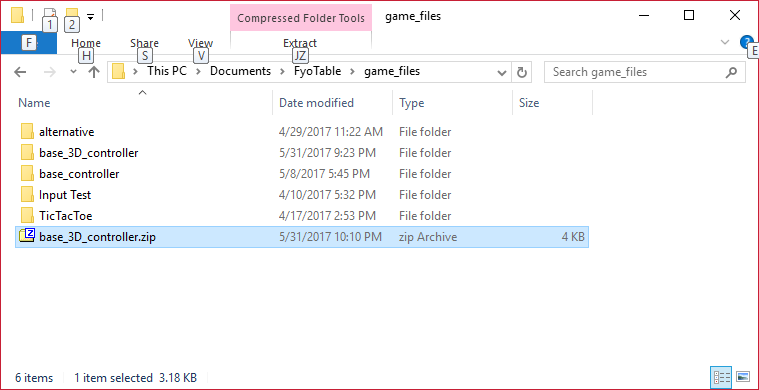 1 2 Compressed Folder Tools game_files
F Home Share View Extract
H S V JZ E
This PC Documents FyoTable game_files Search game_files
Name Date modified Type Size
alternative 4/29/2017 11:22 AM File folder
base_3D_controller 5/31/2017 9:23 PM File folder
base_controller 5/8/2017 5:45 PM File folder
Input Test 4/10/2017 5:32 PM File folder
TicTacToe 4/17/2017 2:53 PM File folder
base_3D_controller.zip 5/31/2017 10:10 PM zip Archive 4 KB
6 items 1 item selected 3.18 KB